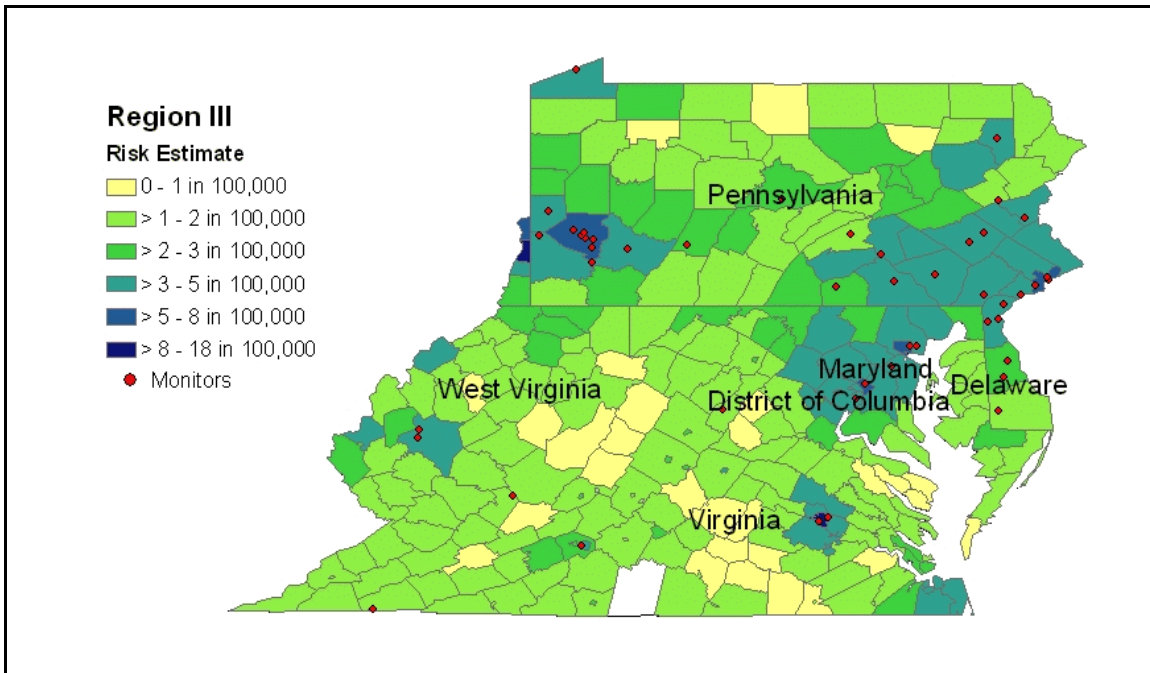 Region III
Risk Estimate
0 - 1 in 100,000
> 1 - 2 in 100,000
> 2 - 3 in 100,000
> 3 - 5 in 100,000
> 5 - 8 in 100,000
> 8 - 18 in 100,000
Monitors
Pennsylvania
Maryland
West Virginia
Delaware
District of Columbia
Virginia